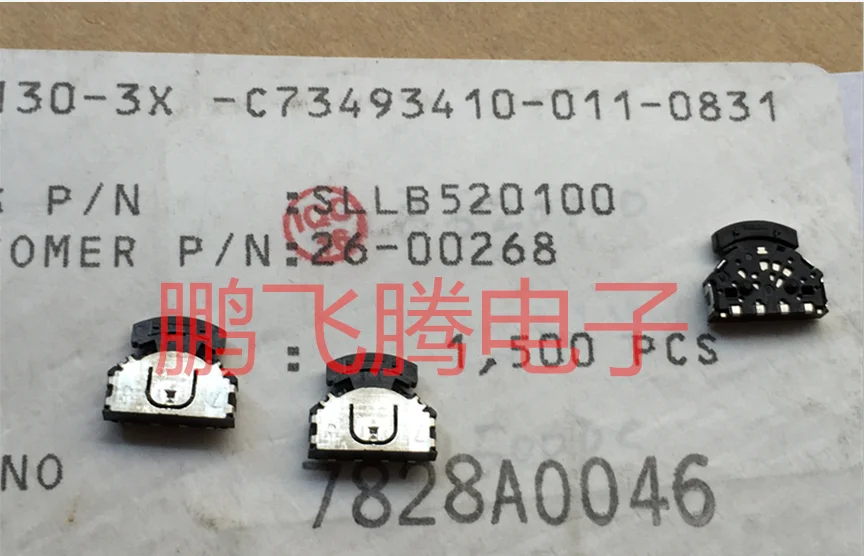 130-3X -C73493410-011-0831
P/N :SLLB520100
OMER P/N:26-00268
鹏飞腾电子
: 1,500 PCS
NO
7828A0046